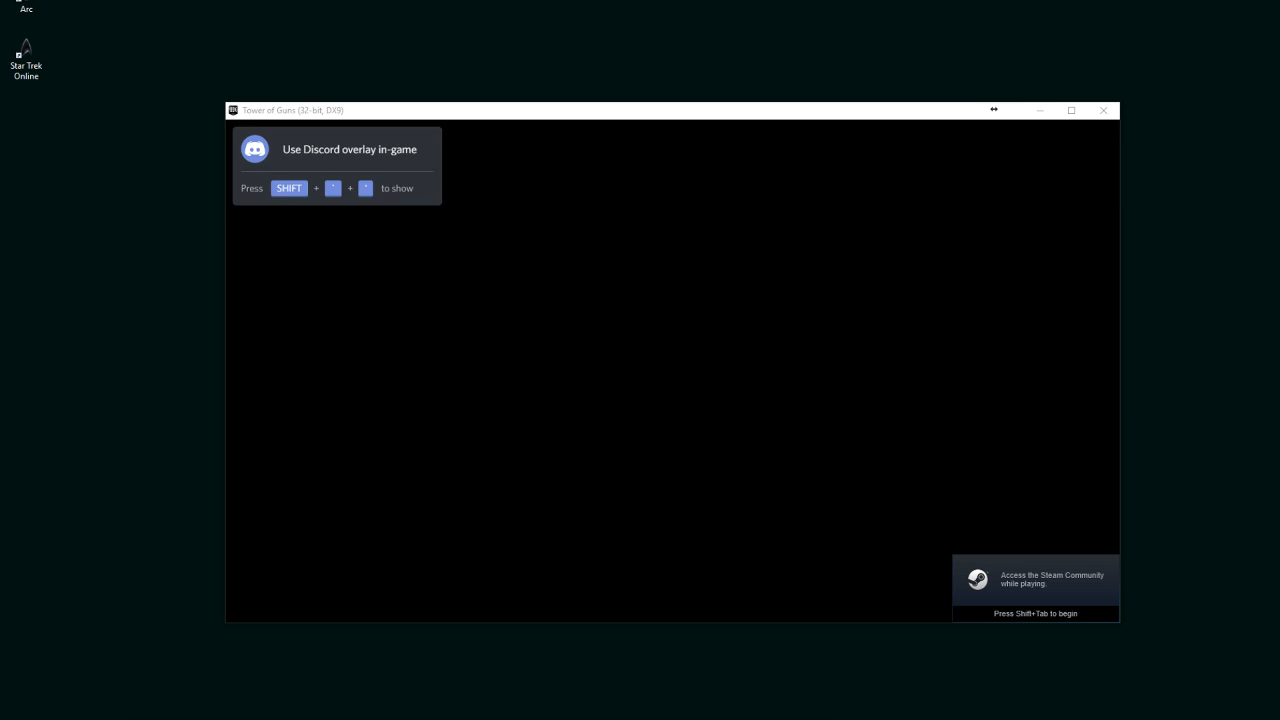 Arc
Star Trek
Online
Tower of Guns (32-bit, DX9)
Use Discord overlay in-game
Press SHIFT + ` + ` to show
Access the Steam Community
while playing.
Press Shift+Tab to begin